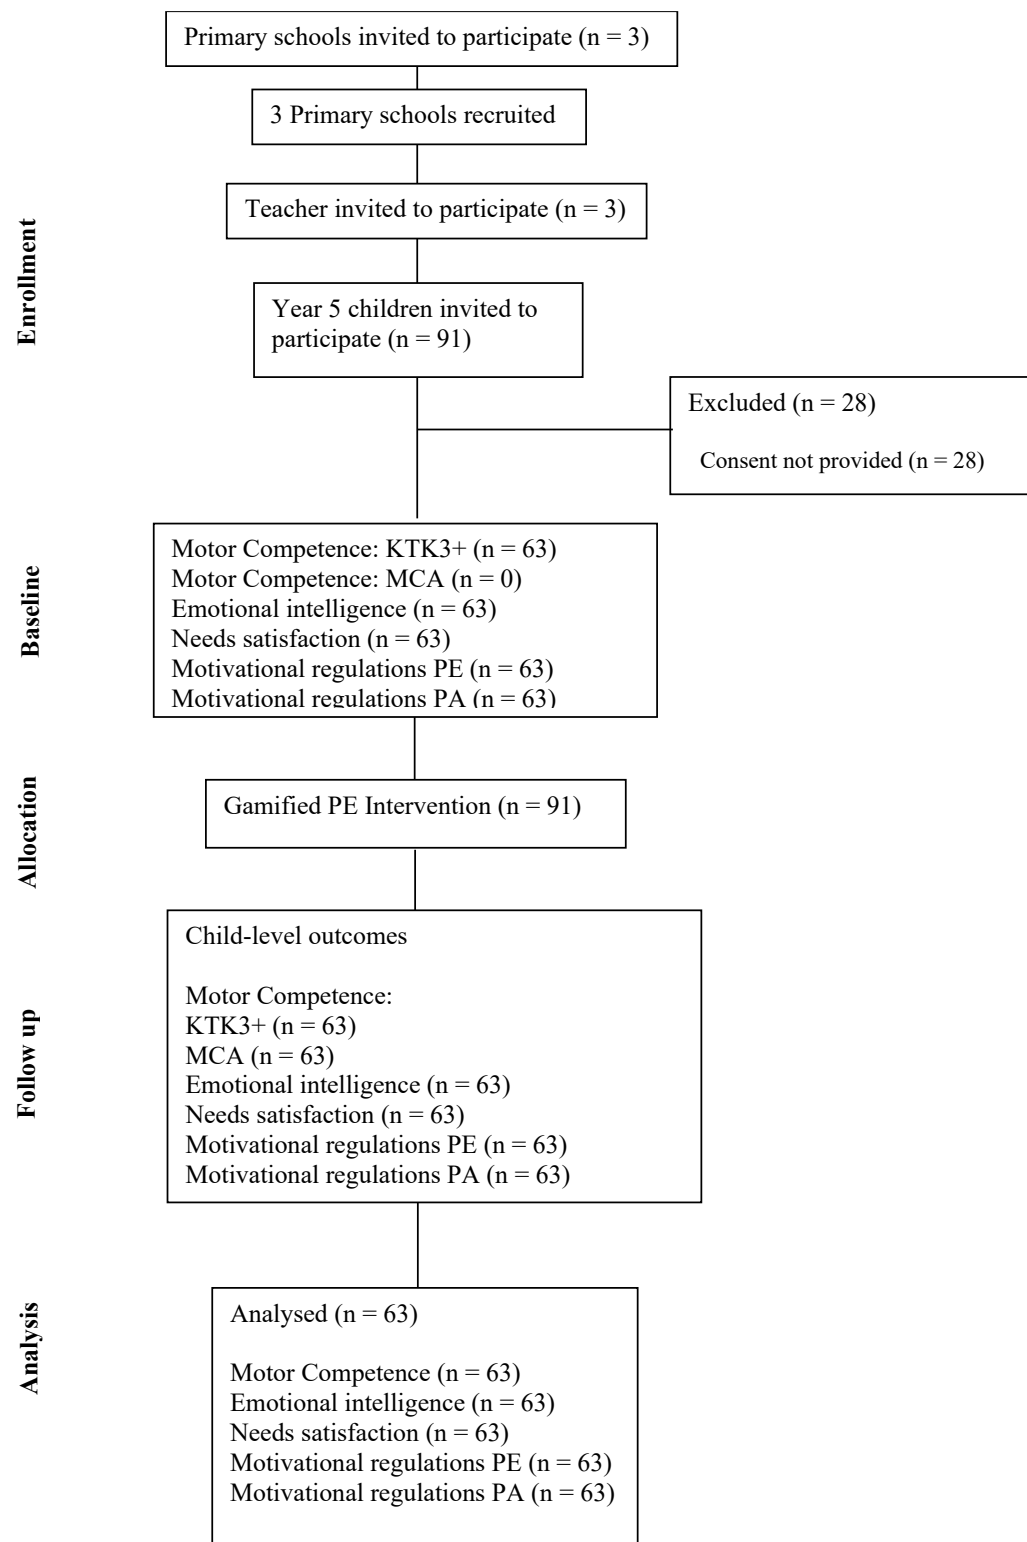 Primary schools invited to participate (n = 3)
3 Primary schools recruited
Teacher invited to participate (n = 3)
Enrollment
Year 5 children invited to
participate (n = 91)
Excluded (n = 28)
Consent not provided (n = 28)
Baseline
Motor Competence: KTK3+ (n = 63)
Motor Competence: MCA (n = 0)
Emotional intelligence (n = 63)
Needs satisfaction (n = 63)
Motivational regulations PE (n = 63)
Motivational regulations PA (n = 63)
Allocation
Gamified PE Intervention (n = 91)
Follow up
Child-level outcomes
Motor Competence:
KTK3+ (n = 63)
MCA (n = 63)
Emotional intelligence (n = 63)
Needs satisfaction (n = 63)
Motivational regulations PE (n = 63)
Motivational regulations PA (n = 63)
Analysis
Analysed (n = 63)
Motor Competence (n = 63)
Emotional intelligence (n = 63)
Needs satisfaction (n = 63)
Motivational regulations PE (n = 63)
Motivational regulations PA (n = 63)